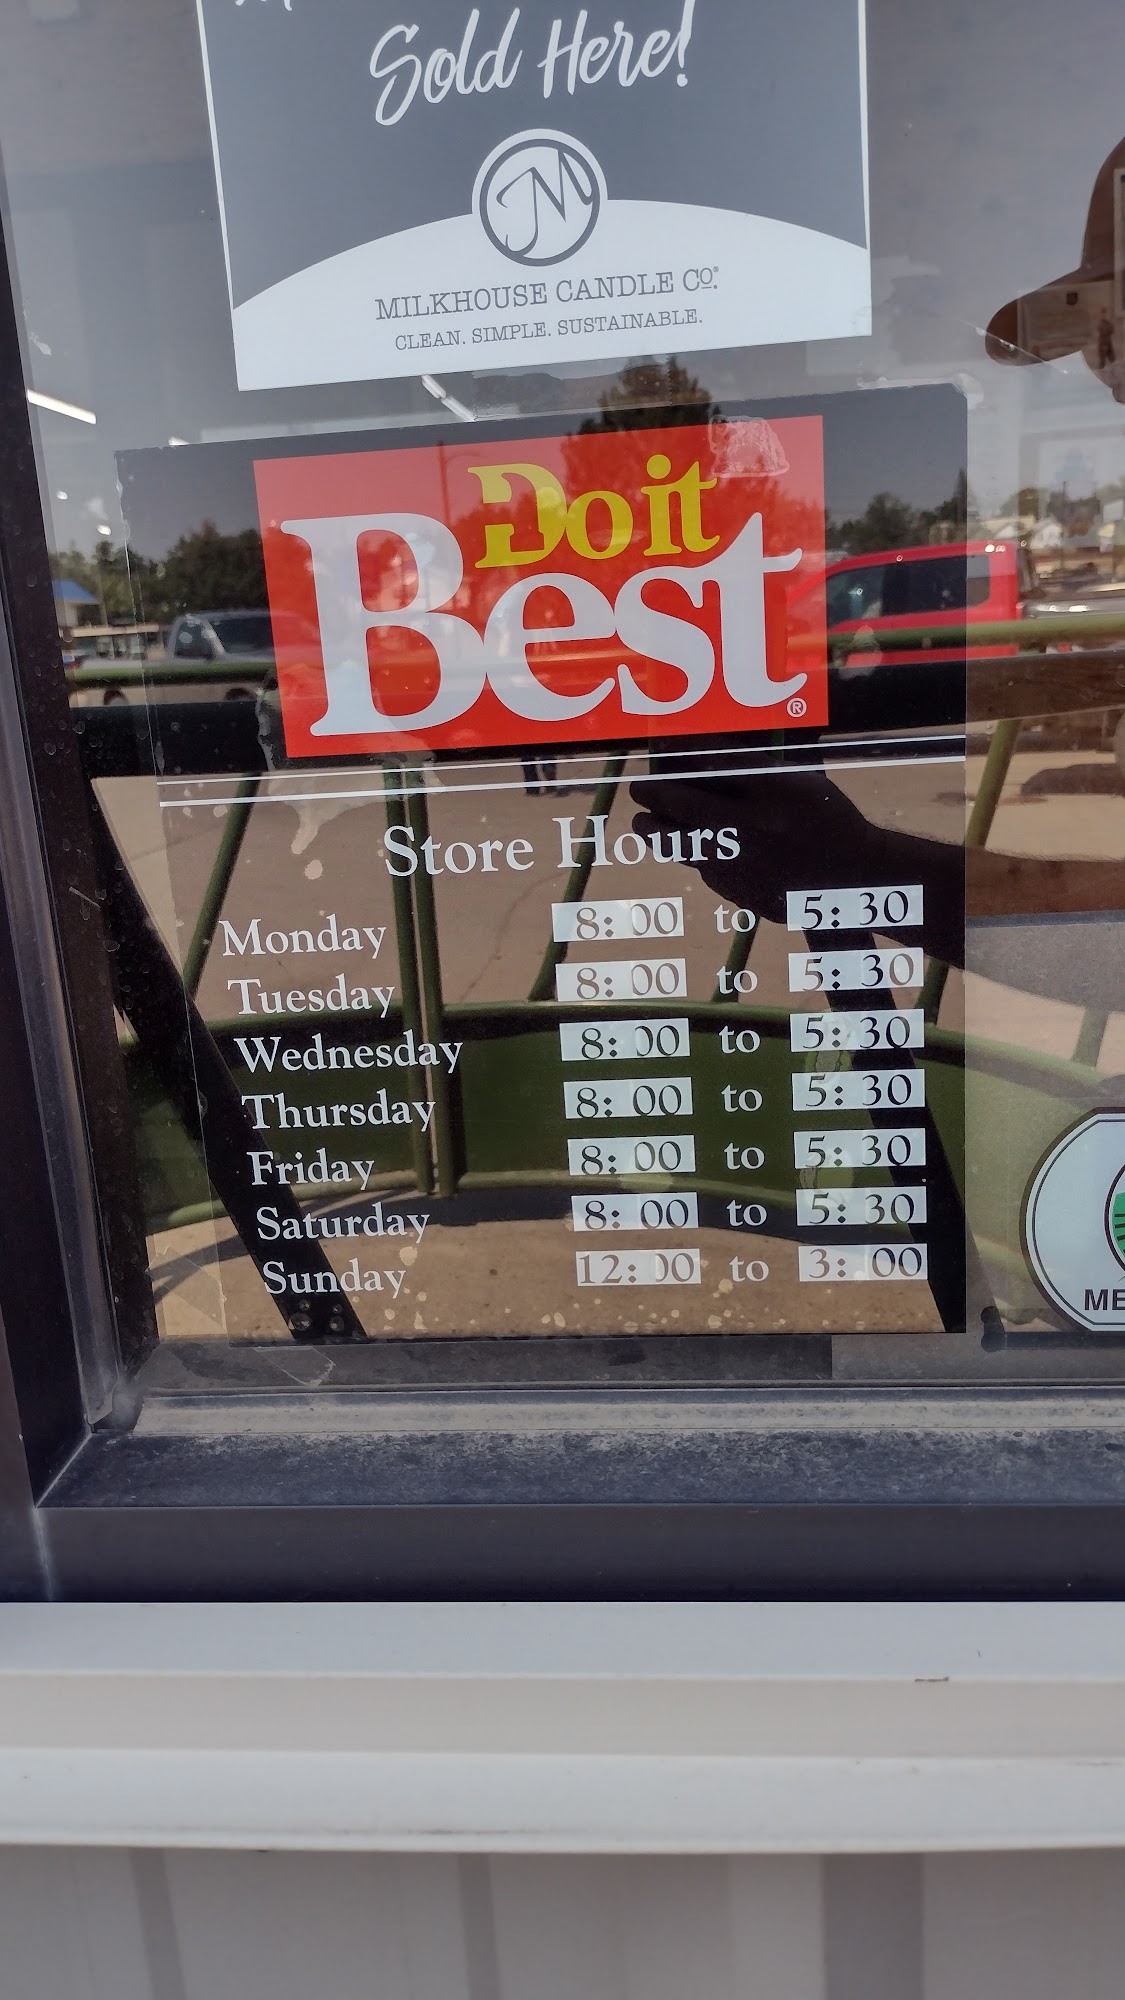 Sold Here!
M
MILKHOUSE CANDLE CO.®
CLEAN. SIMPLE. SUSTAINABLE.
Do it
Best®
Store Hours
Monday 8:00 to 5:30
Tuesday 8:00 to 5:30
Wednesday 8:00 to 5:30
Thursday 8:00 to 5:30
Friday 8:00 to 5:30
Saturday 8:00 to 5:30
Sunday 12:00 to 3:00